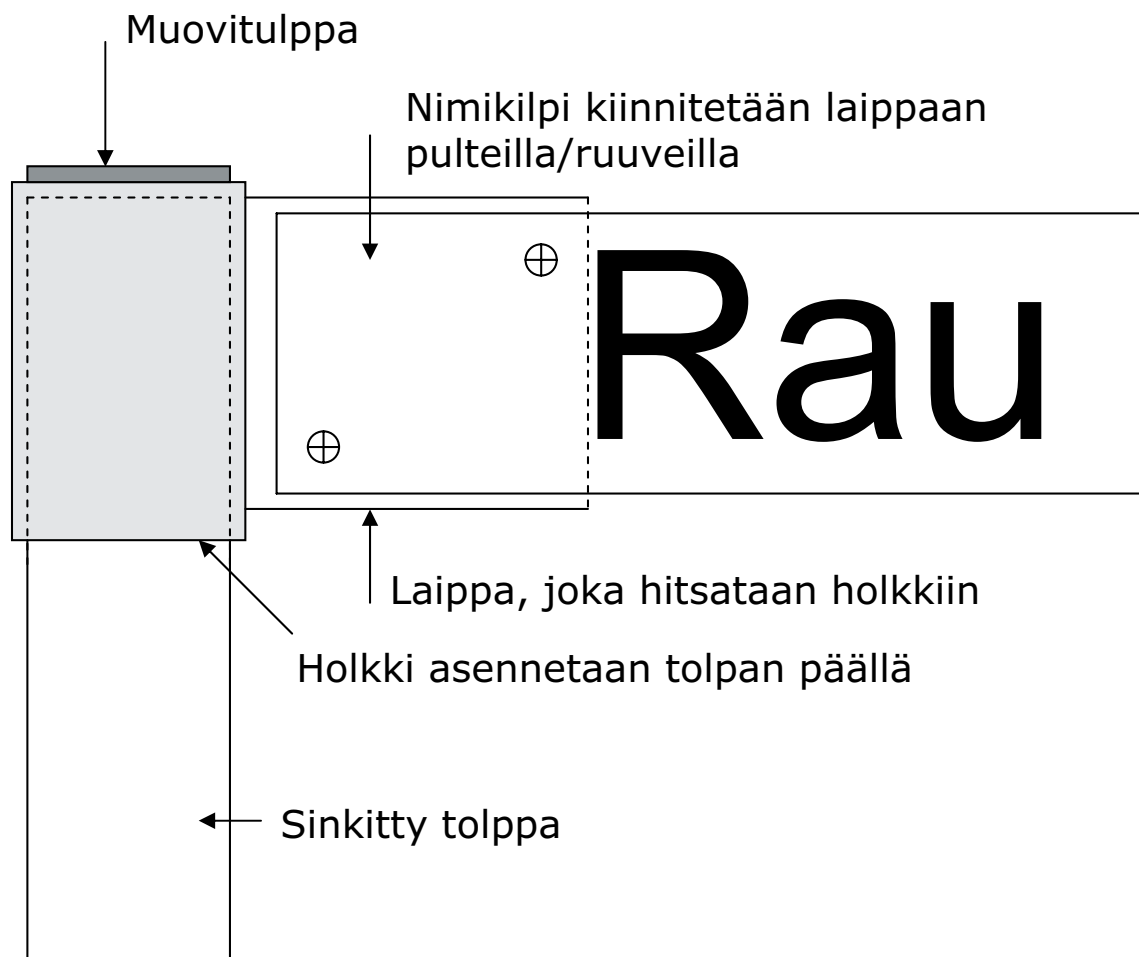 Muovitulppa
Nimikilpi kiinnitetään laippaan
pulteilla/ruuveilla
Rau
Laippa, joka hitsataan holkkiin
Holkki asennetaan tolpan päällä
Sinkitty tolppa